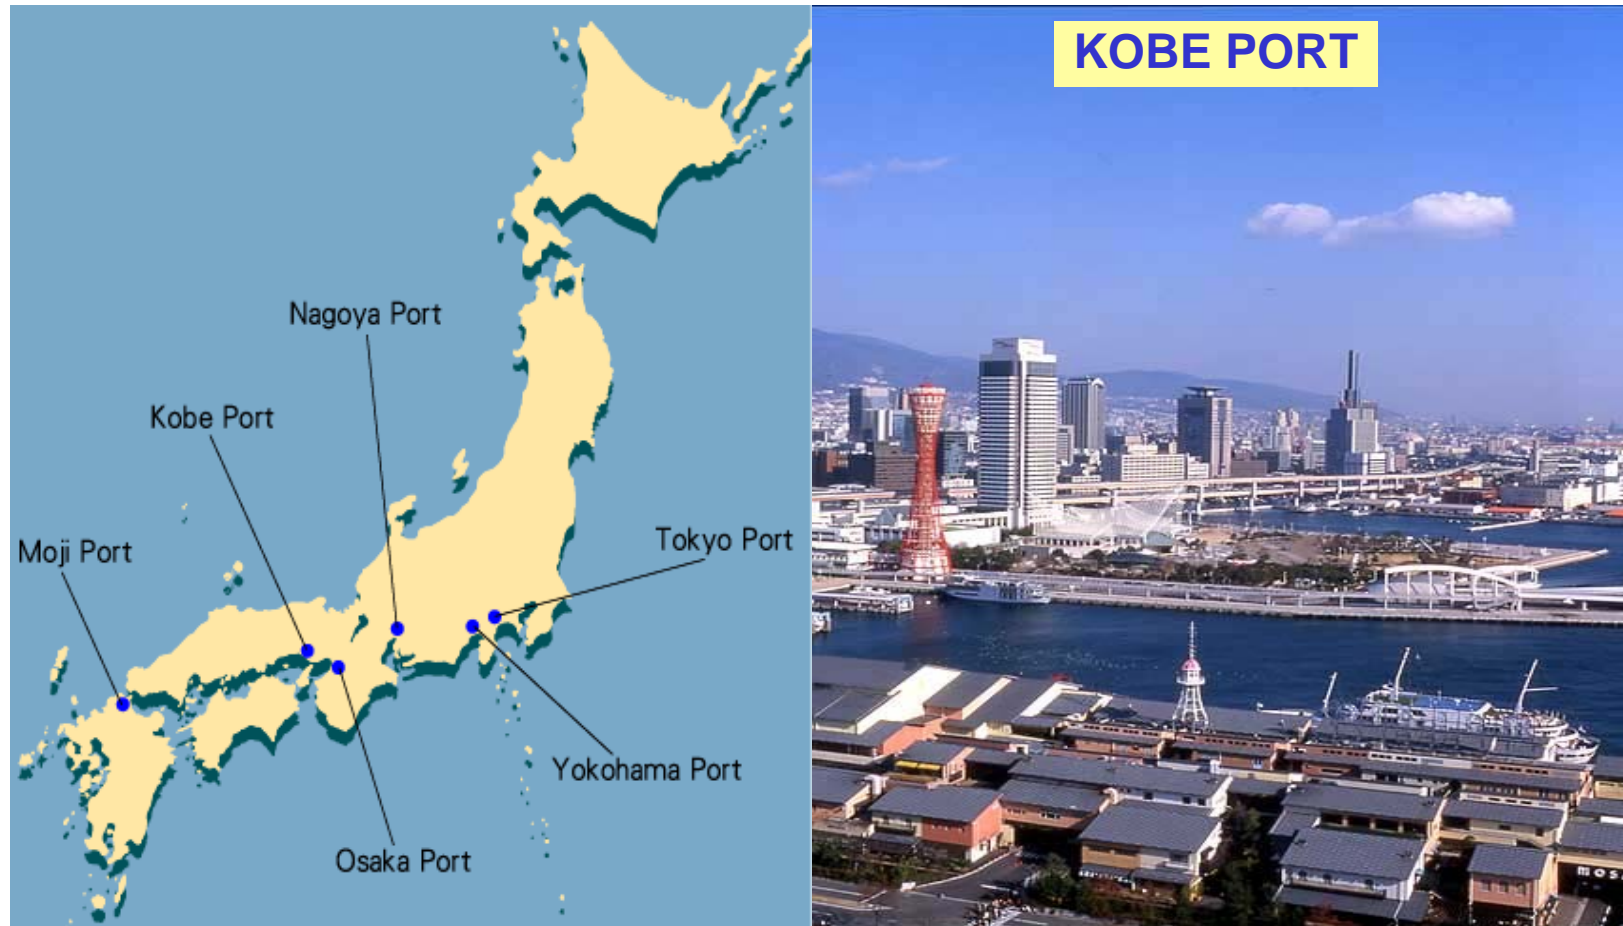 KOBE PORT
Nagoya Port
Kobe Port
Tokyo Port
Moji Port
Yokohama Port
Osaka Port